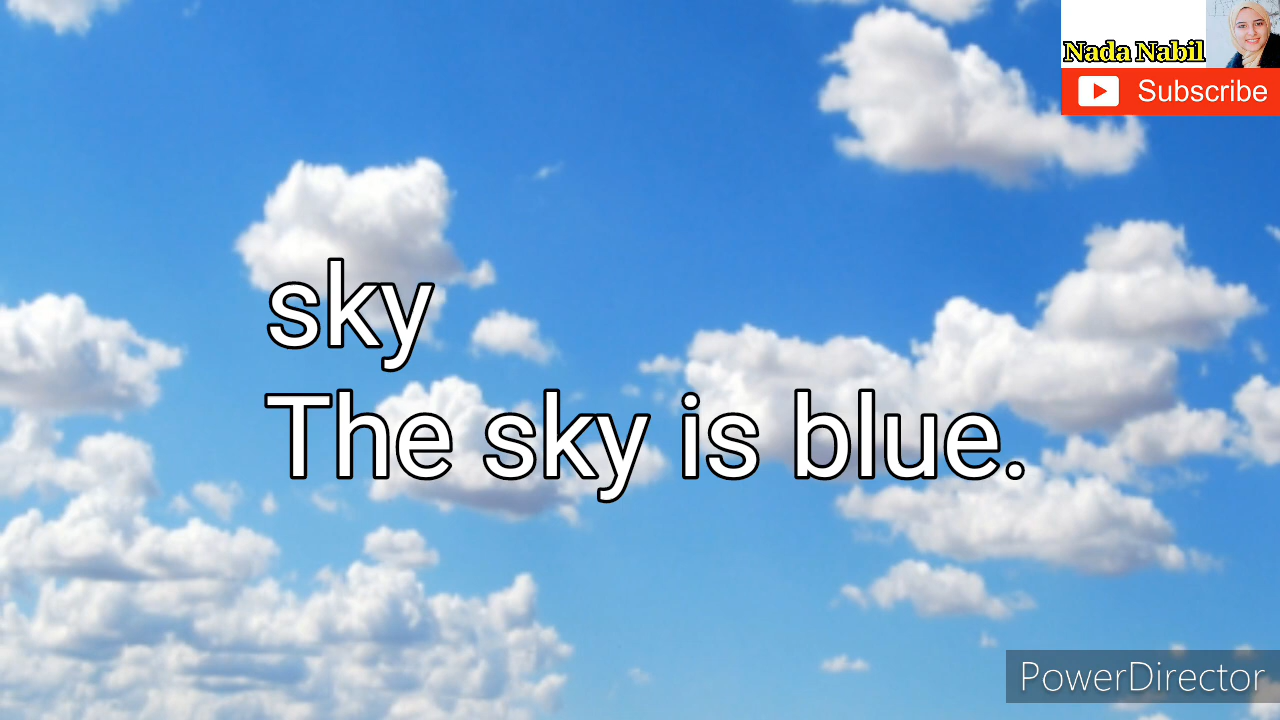 Nada Nabil
Subscribe
sky
The sky is blue.
PowerDirector